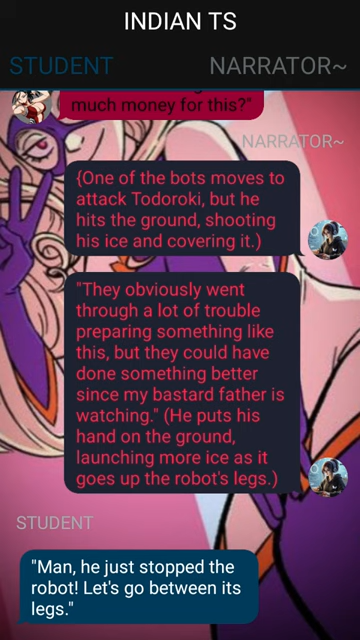 INDIAN TS
STUDENT NARRATOR~
much money for this?"
NARRATOR~
{One of the bots moves to
attack Todoroki, but he
hits the ground, shooting
his ice and covering it.)
"They obviously went
through a lot of trouble
preparing something like
this, but they could have
done something better
since my bastard father is
watching." (He puts his
hand on the ground,
launching more ice as it
goes up the robot's legs.)
STUDENT
"Man, he just stopped the
robot! Let's go between its
legs."